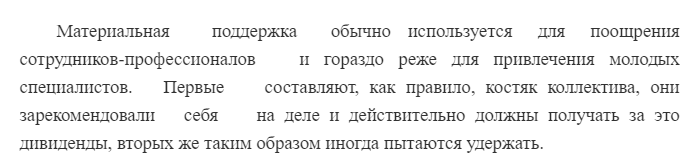 Материальная поддержка обычно используется для поощрения
сотрудников-профессионалов и гораздо реже для привлечения молодых
специалистов. Первые составляют, как правило, костяк коллектива, они
зарекомендовали себя на деле и действительно должны получать за это
дивиденды, вторых же таким образом иногда пытаются удержать.